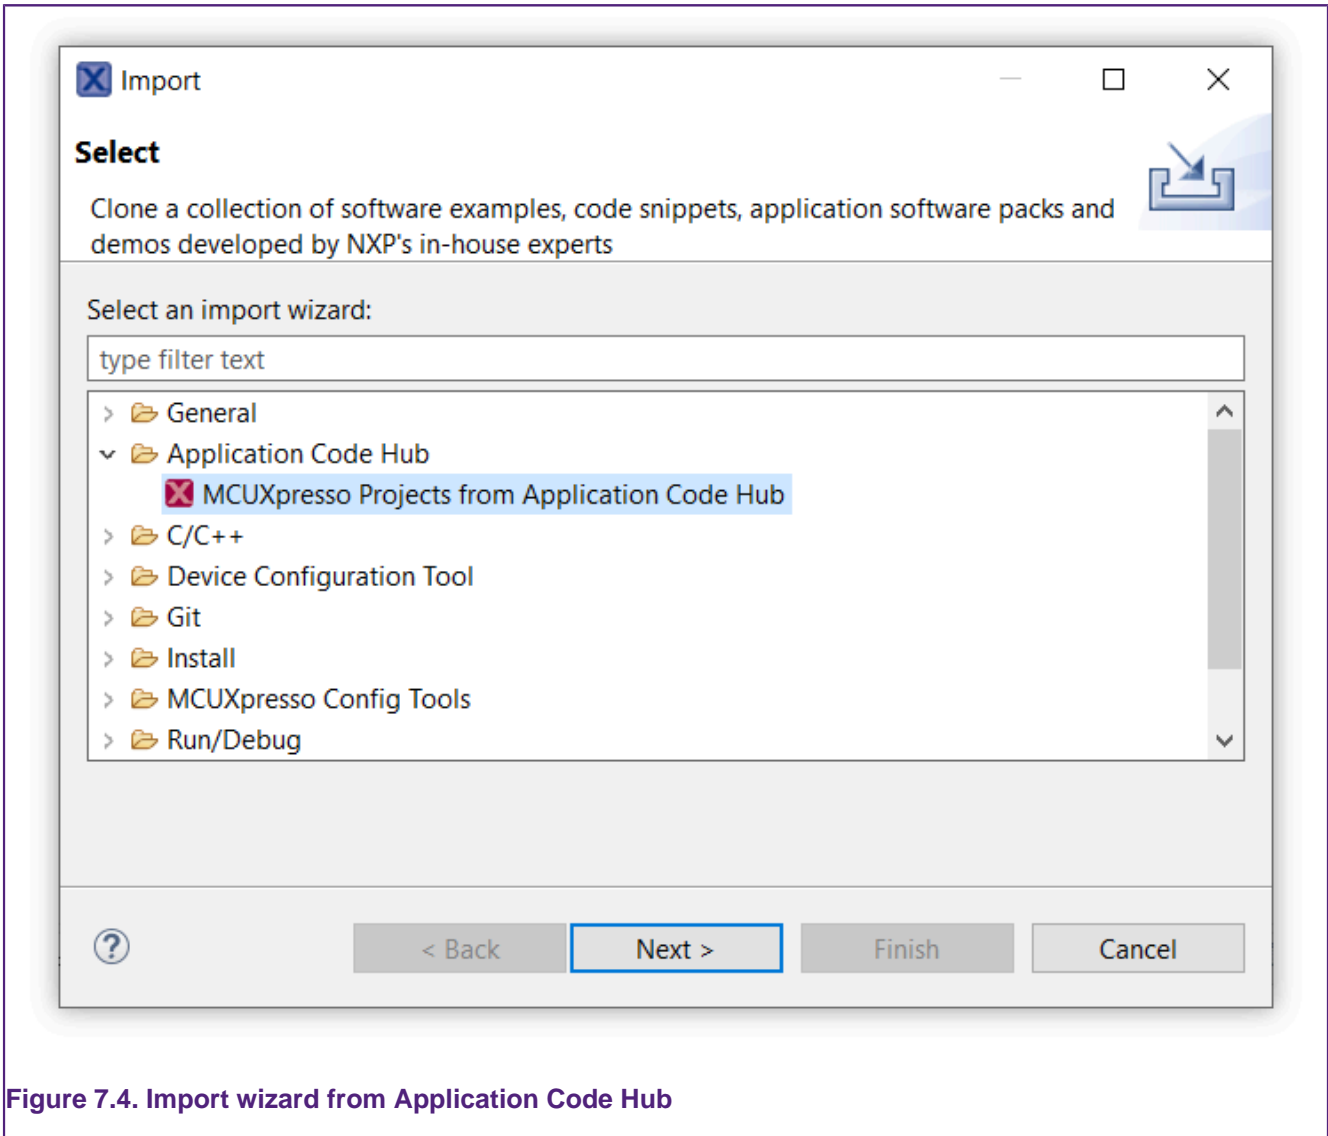 Import
Select
Clone a collection of software examples, code snippets, application software packs and
demos developed by NXP's in-house experts
Select an import wizard:
type filter text
General
Application Code Hub
MCUXpresso Projects from Application Code Hub
C/C++
Device Configuration Tool
Git
Install
MCUXpresso Config Tools
Run/Debug
< Back Next > Finish Cancel
Figure 7.4. Import wizard from Application Code Hub